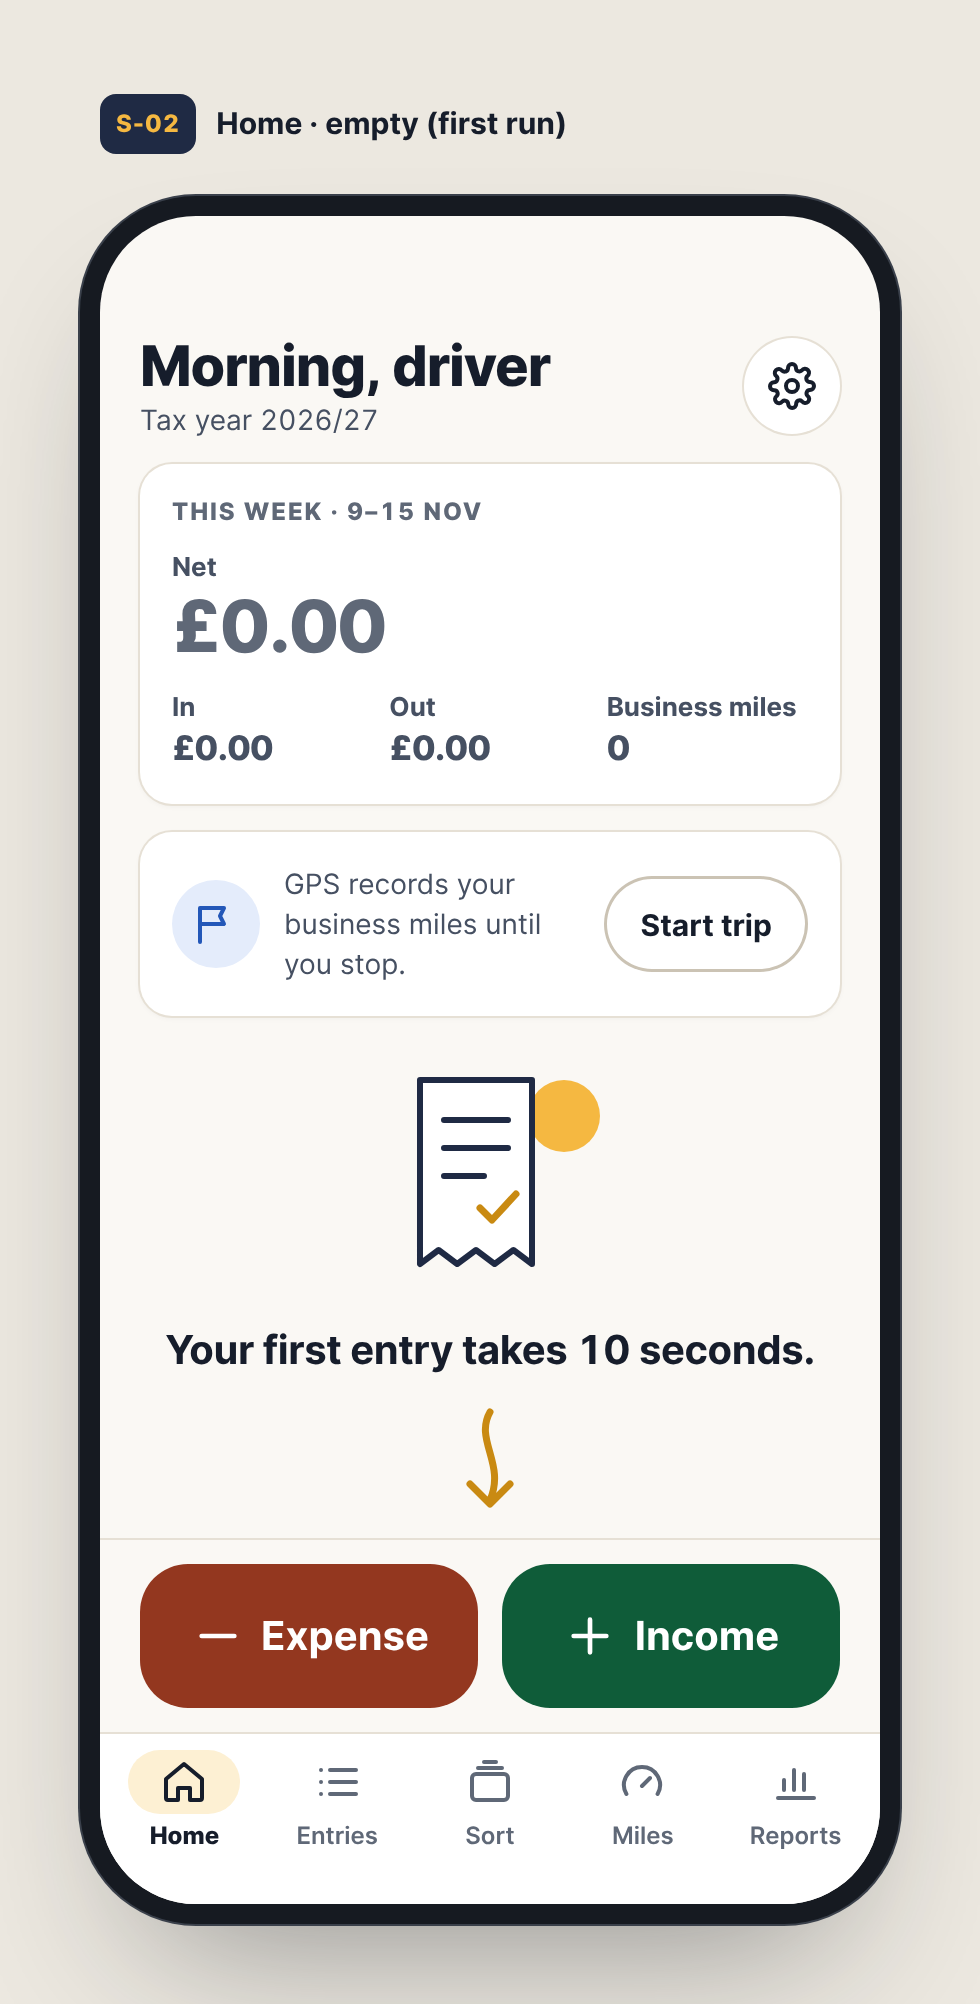 S-02
Home · empty (first run)
Morning, driver
Tax year 2026/27
THIS WEEK · 9–15 NOV
Net
£0.00
In
Out
Business miles
£0.00
£0.00
0
GPS records your
business miles until
you stop.
Start trip
Your first entry takes 10 seconds.
Expense
Income
Home
Entries
Sort
Miles
Reports